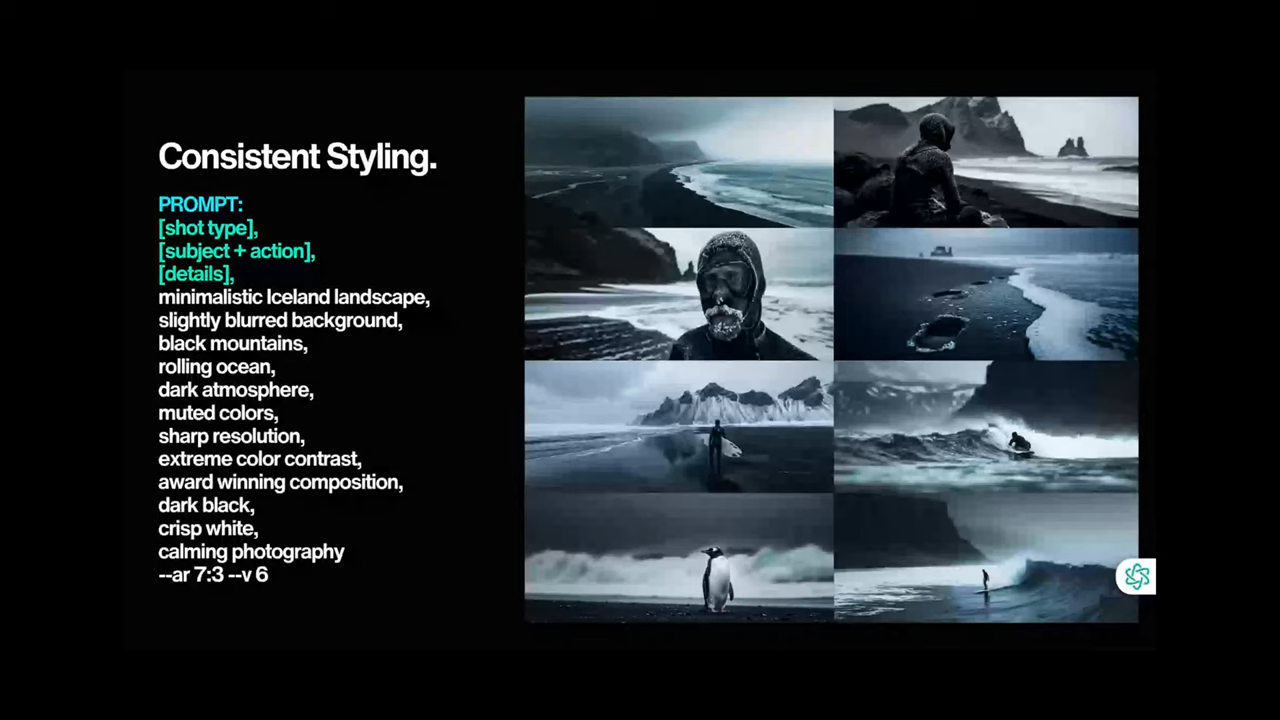 Consistent Styling.
PROMPT:
[shot type],
[subject + action],
[details],
minimalistic Iceland landscape,
slightly blurred background,
black mountains,
rolling ocean,
dark atmosphere,
muted colors,
sharp resolution,
extreme color contrast,
award winning composition,
dark black,
crisp white,
calming photography
--ar 7:3 --v 6